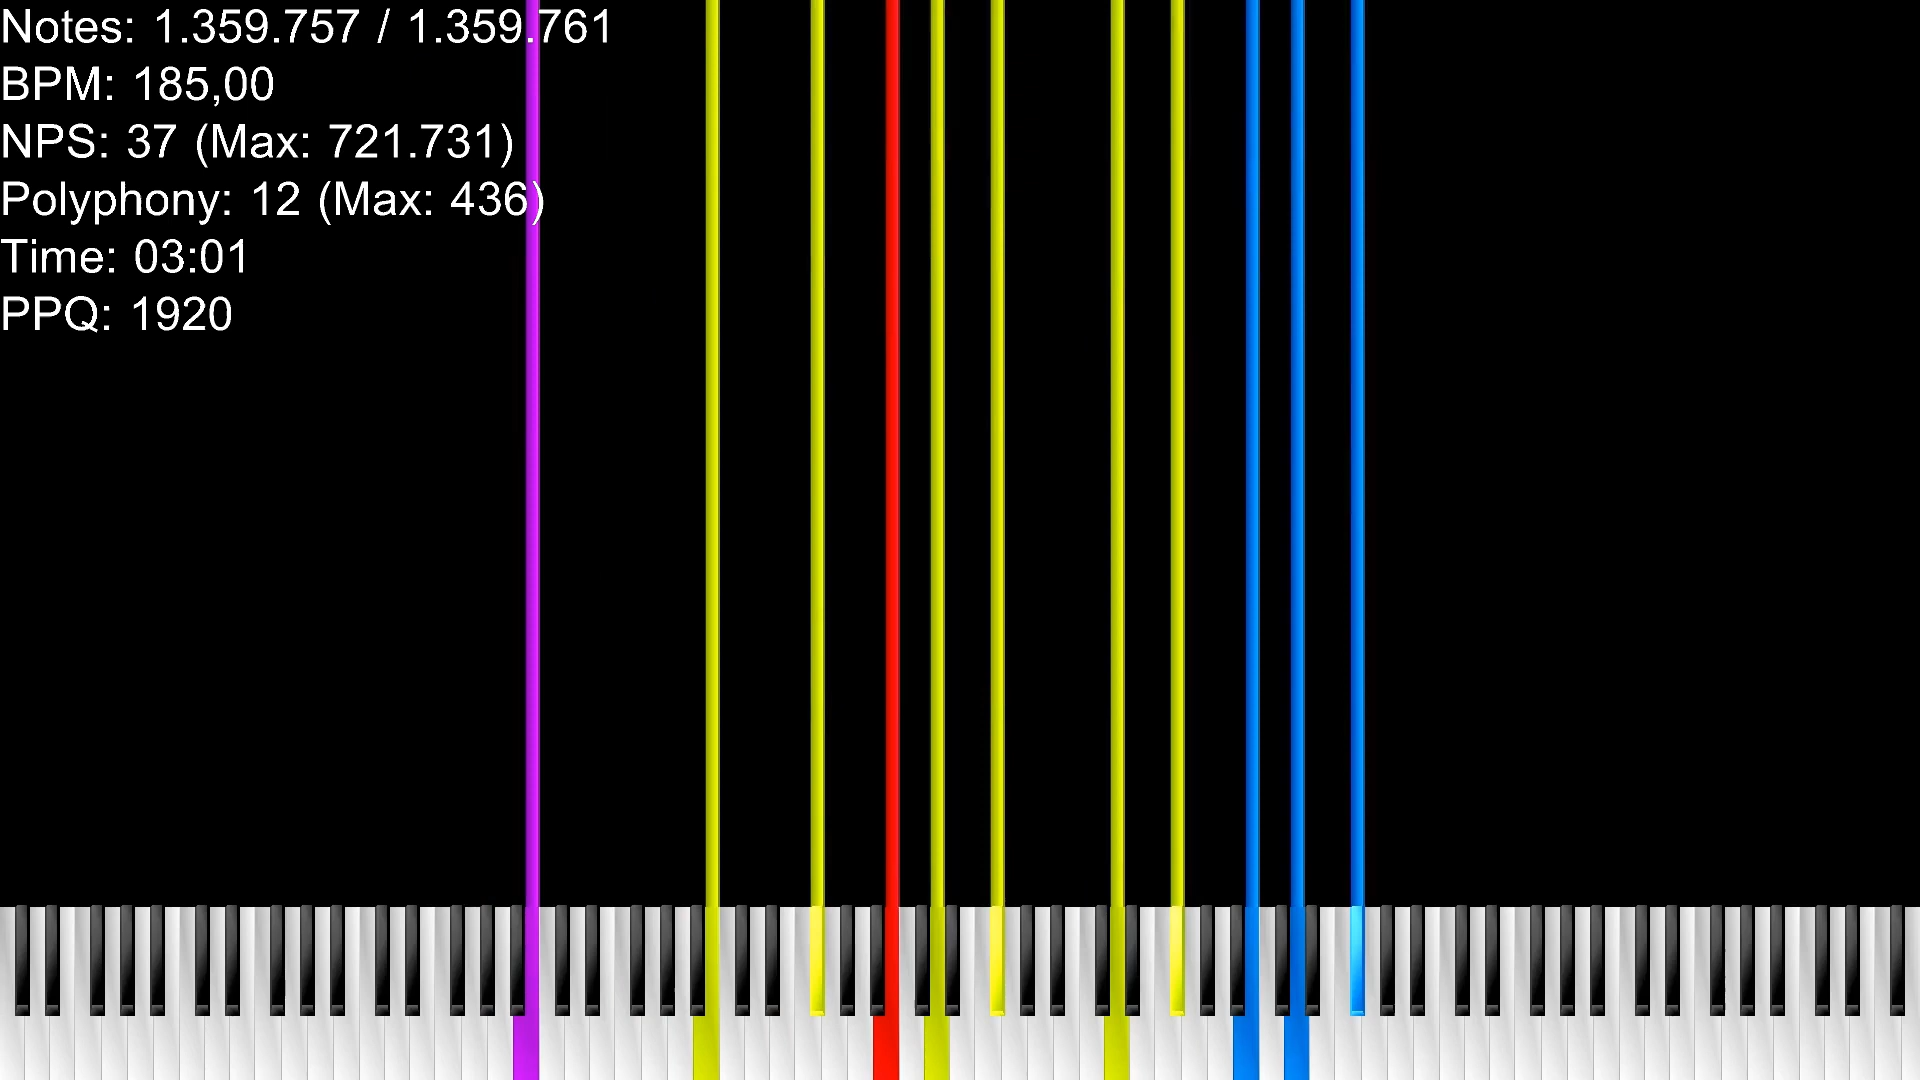 Notes: 1.359.757 / 1.359.761
BPM: 185,00
NPS: 37 (Max: 721.731)
Polyphony: 12 (Max: 436)
Time: 03:01
PPQ: 1920